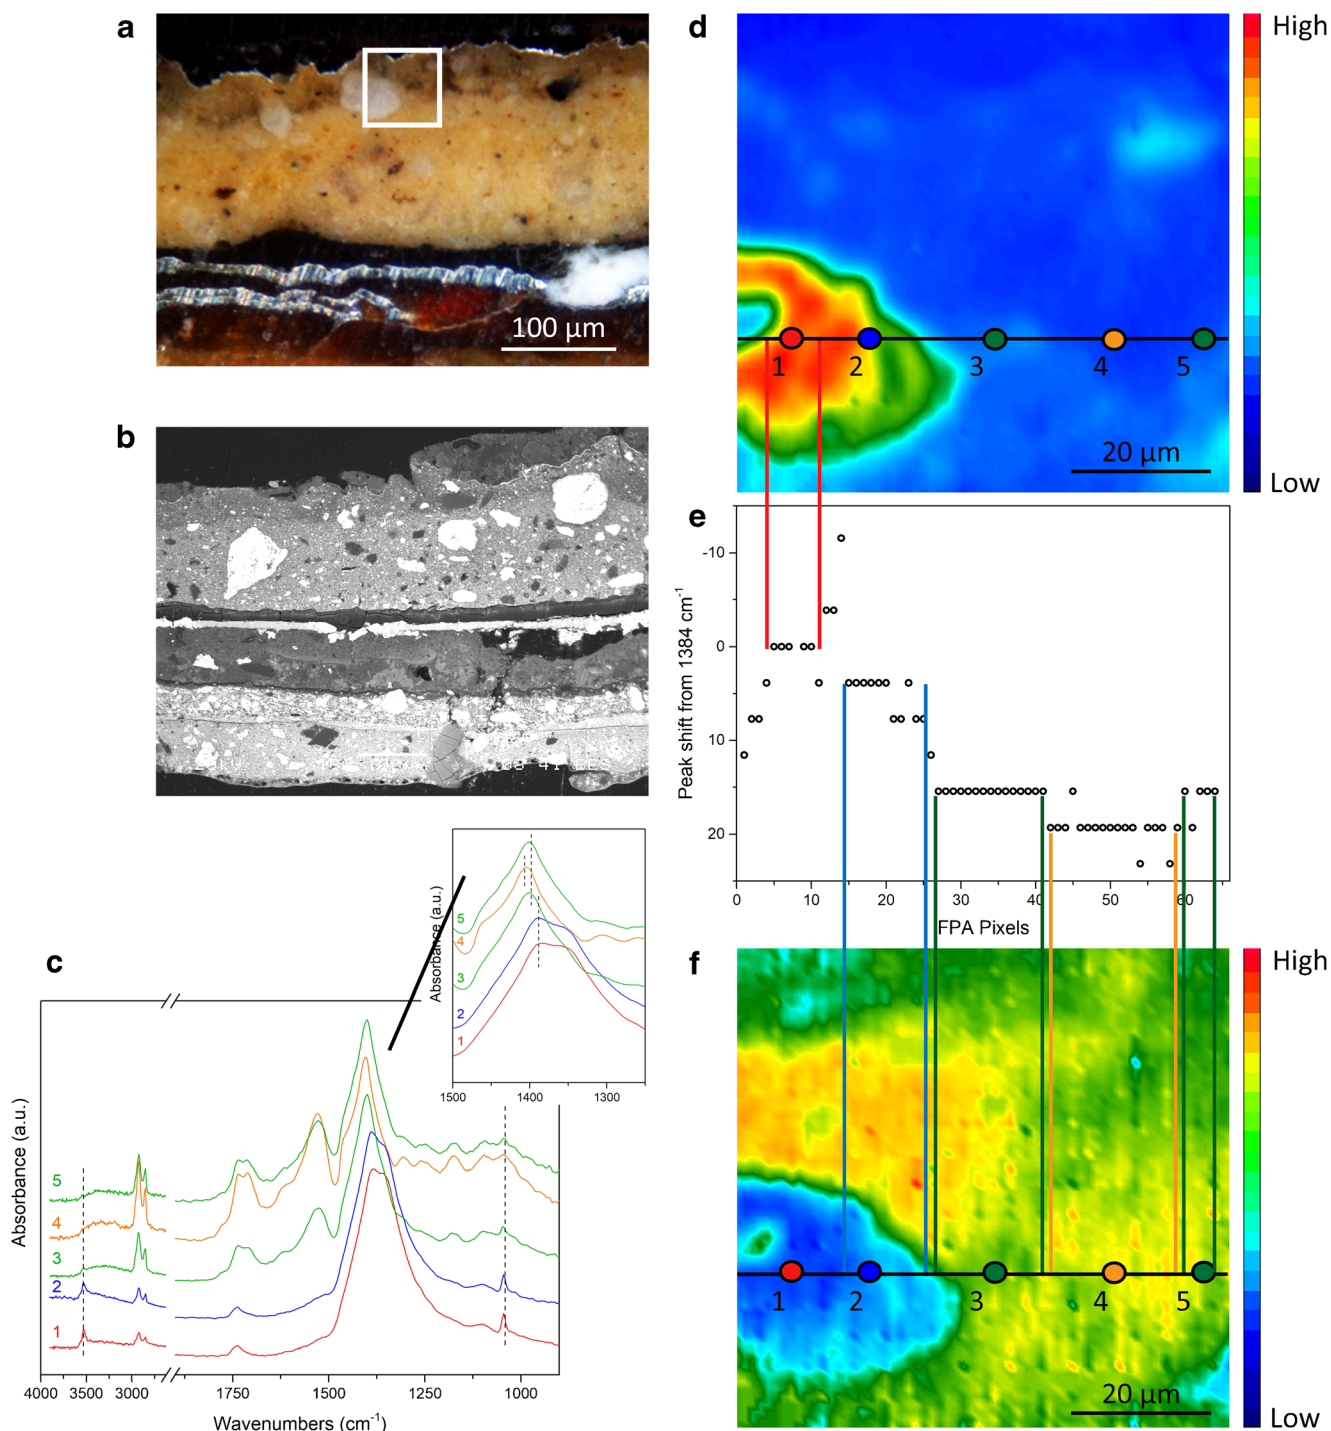 a
100 µm
b
c
Absorbance (a.u.)
5
4
3
2
1
1500
1400
1300
Absorbance (a.u.)
5
4
3
2
1
4000
3500
3000
1750
1500
1250
1000
Wavenumbers (cm-1)
d
High
1
2
3
4
5
20 µm
Low
e
Peak shift from 1384 cm-1
-10
0
10
20
0
10
20
30
40
50
60
FPA Pixels
f
High
1
2
3
4
5
20 µm
Low